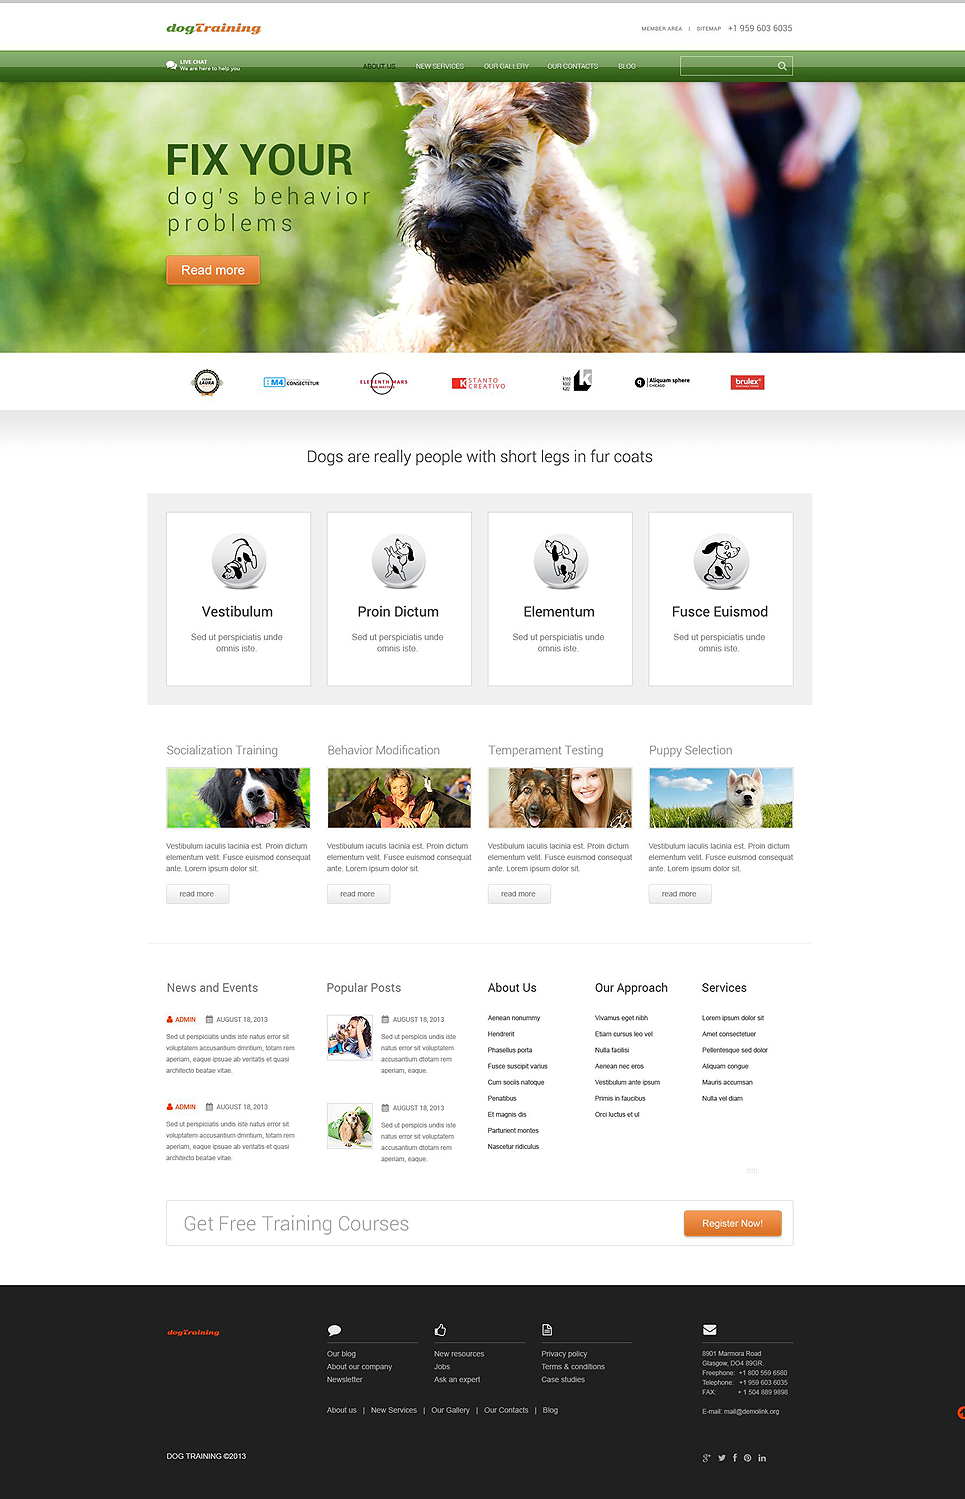 dogTraining
MEMBER AREA | SITEMAP +1 959 603 6035
LIVE CHAT
We are here to help you
ABOUT US NEW SERVICES OUR GALLERY OUR CONTACTS BLOG
FIX YOUR
dog's behavior
problems
Read more
LAURA
M4 CONSECTETUR
ELEVENTH MARS
STANTO
CREATIVO
kreg
kool
katz
Aliquam sphere
CHICAGO
brulex
Dogs are really people with short legs in fur coats
Vestibulum
Sed ut perspiciatis unde
omnis iste.
Proin Dictum
Sed ut perspiciatis unde
omnis iste.
Elementum
Sed ut perspiciatis unde
omnis iste.
Fusce Euismod
Sed ut perspiciatis unde
omnis iste.
Socialization Training
Vestibulum iaculis lacinia est. Proin dictum
elementum velit. Fusce euismod consequat
ante. Lorem ipsum dolor sit.
read more
Behavior Modification
Vestibulum iaculis lacinia est. Proin dictum
elementum velit. Fusce euismod consequat
ante. Lorem ipsum dolor sit.
read more
Temperament Testing
Vestibulum iaculis lacinia est. Proin dictum
elementum velit. Fusce euismod consequat
ante. Lorem ipsum dolor sit.
read more
Puppy Selection
Vestibulum iaculis lacinia est. Proin dictum
elementum velit. Fusce euismod consequat
ante. Lorem ipsum dolor sit.
read more
News and Events
ADMIN AUGUST 18, 2013
Sed ut perspiciatis undis iste natus error sit
voluptatem accusantium dmntium, totam rem
aperiam, eaque ipsuae ab veritatis et quasi
architecto beatae vitae.
ADMIN AUGUST 18, 2013
Sed ut perspiciatis undis iste natus error sit
voluptatem accusantium dmntium, totam rem
aperiam, eaque ipsuae ab veritatis et quasi
architecto beatae vitae.
Popular Posts
AUGUST 18, 2013
Sed ut perspiciatis undis iste
natus error sit voluptatem
accusantium dtotam rem
aperiam, eaque.
AUGUST 18, 2013
Sed ut perspiciatis undis iste
natus error sit voluptatem
accusantium dtotam rem
aperiam, eaque.
About Us
Aenean nonummy
Hendrerit
Phasellus porta
Fusce suscipit varius
Cum sociis natoque
Penatibus
Et magnis dis
Parturient montes
Nascetur ridiculus
Our Approach
Vivamus eget nibh
Etiam cursus leo vel
Nulla facilisi
Aenean nec eros
Vestibulum ante ipsum
Primis in faucibus
Orci luctus et ul
Services
Lorem ipsum dolor sit
Amet consectetuer
Pellentesque sed dolor
Aliquam congue
Mauris accumsan
Nulla vel diam
Get Free Training Courses
Register Now!
dogTraining
Our blog
About our company
Newsletter
New resources
Jobs
Ask an expert
Privacy policy
Terms & conditions
Case studies
8901 Marmora Road
Glasgow, DO4 89GR.
Freephone: +1 800 559 6580
Telephone: +1 959 603 6035
FAX: + 1 504 889 9898
E-mail: mail@demolink.org
About us | New Services | Our Gallery | Our Contacts | Blog
DOG TRAINING ©2013